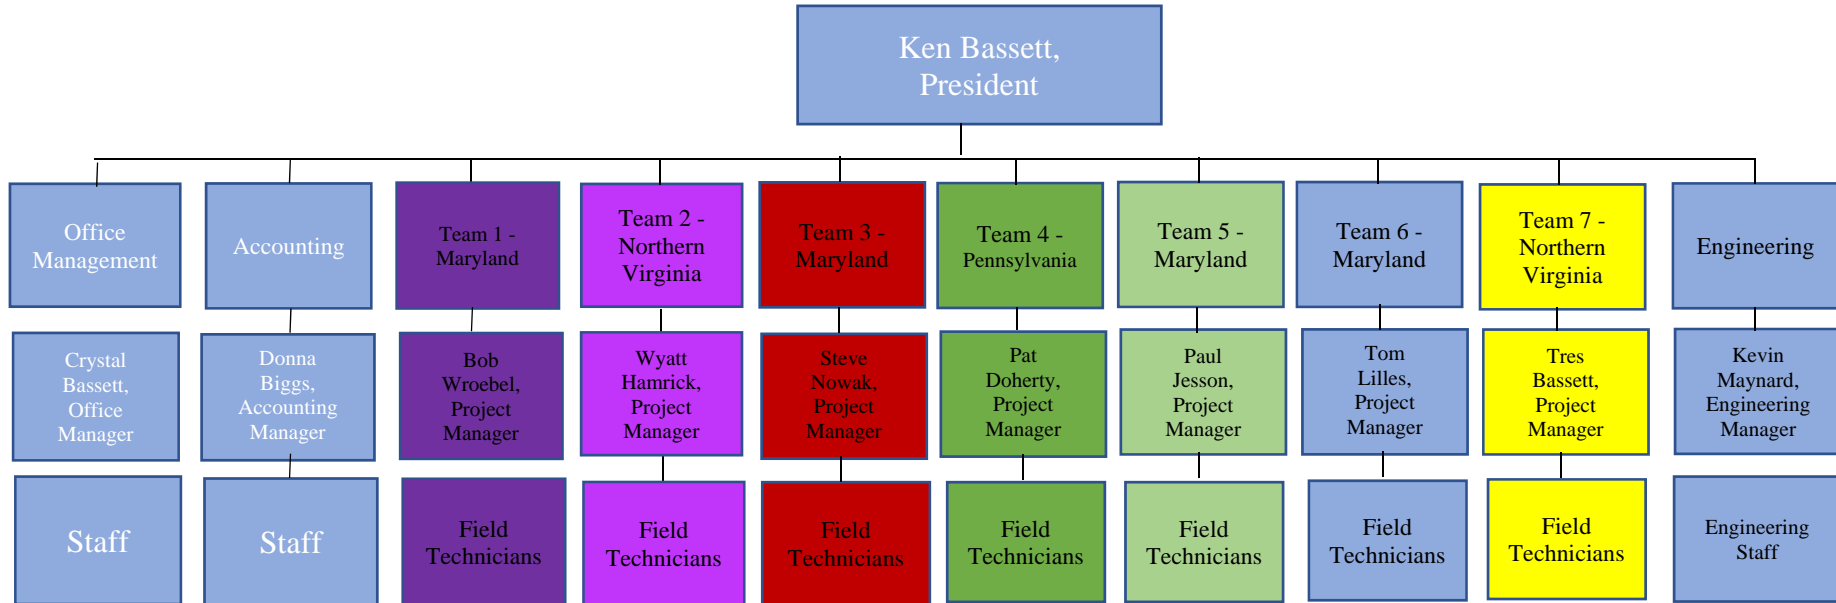 Ken Bassett,
President
Office
Management
Accounting
Team 1 -
Maryland
Team 2 -
Northern
Virginia
Team 3 -
Maryland
Team 4 -
Pennsylvania
Team 5 -
Maryland
Team 6 -
Maryland
Team 7 -
Northern
Virginia
Engineering
Crystal
Bassett,
Office
Manager
Donna
Biggs,
Accounting
Manager
Bob
Wroebel,
Project
Manager
Wyatt
Hamrick,
Project
Manager
Steve
Nowak,
Project
Manager
Pat
Doherty,
Project
Manager
Paul
Jesson,
Project
Manager
Tom
Lilles,
Project
Manager
Tres
Bassett,
Project
Manager
Kevin
Maynard,
Engineering
Manager
Staff
Staff
Field
Technicians
Field
Technicians
Field
Technicians
Field
Technicians
Field
Technicians
Field
Technicians
Field
Technicians
Engineering
Staff